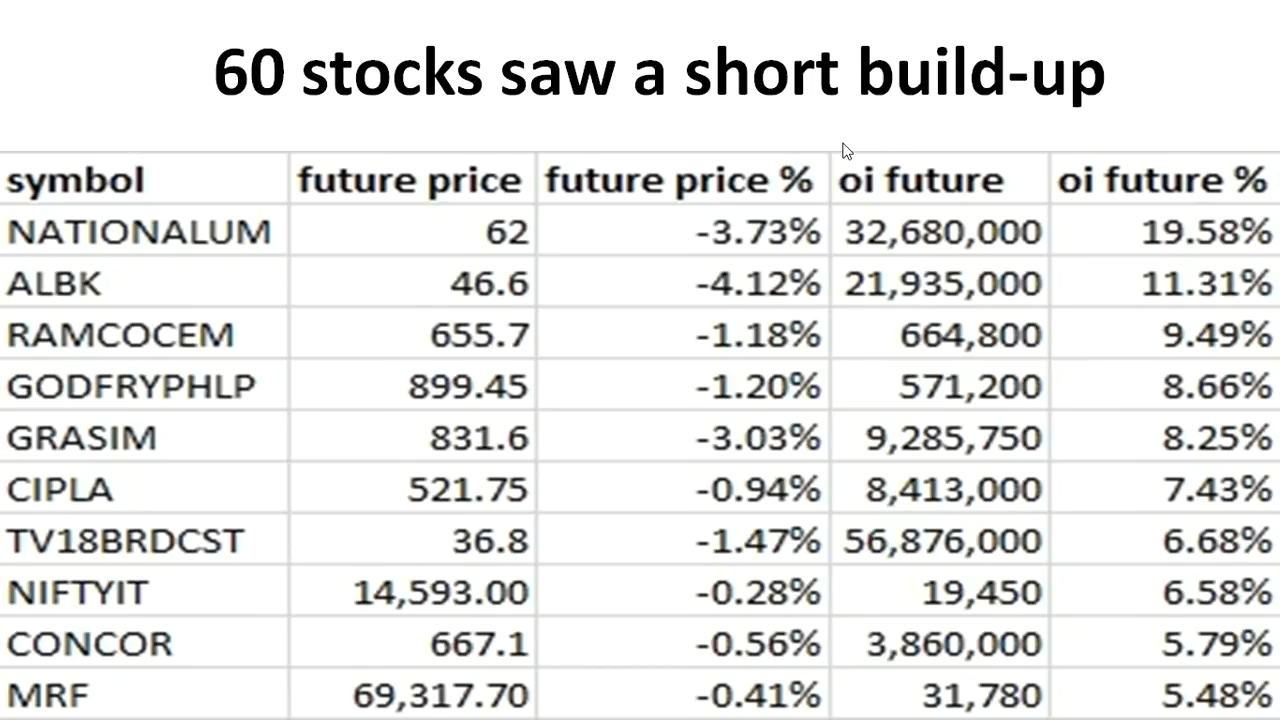 60 stocks saw a short build-up
symbol future price future price % oi future oi future %
NATIONALUM 62 -3.73% 32,680,000 19.58%
ALBK 46.6 -4.12% 21,935,000 11.31%
RAMCOCEM 655.7 -1.18% 664,800 9.49%
GODFRYPHLP 899.45 -1.20% 571,200 8.66%
GRASIM 831.6 -3.03% 9,285,750 8.25%
CIPLA 521.75 -0.94% 8,413,000 7.43%
TV18BRDCST 36.8 -1.47% 56,876,000 6.68%
NIFTYIT 14,593.00 -0.28% 19,450 6.58%
CONCOR 667.1 -0.56% 3,860,000 5.79%
MRF 69,317.70 -0.41% 31,780 5.48%